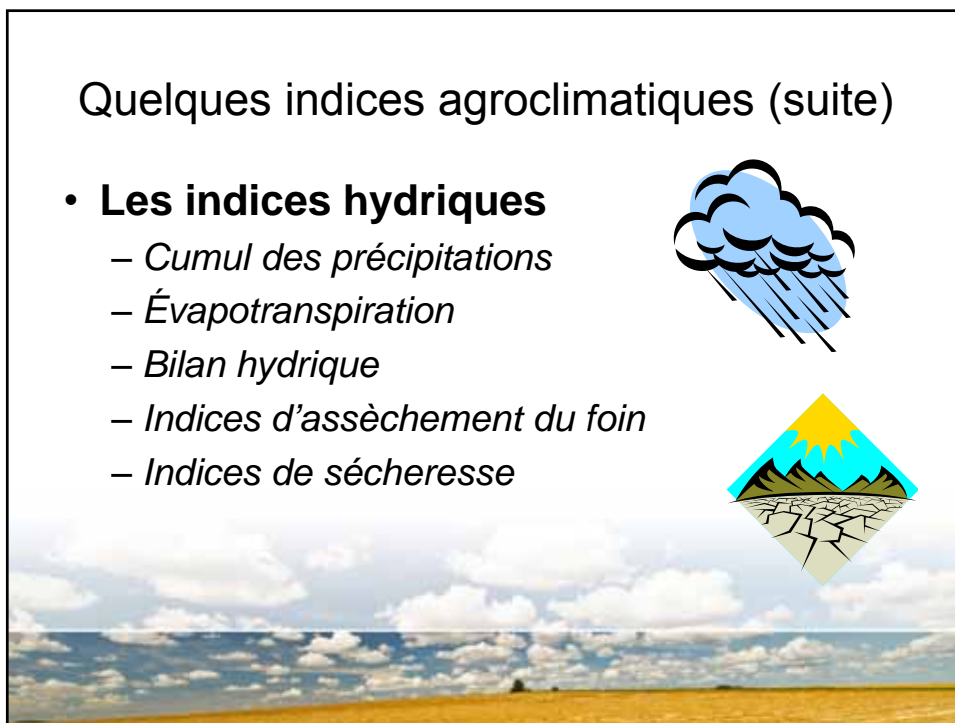 Quelques indices agroclimatiques (suite)
• Les indices hydriques
– Cumul des précipitations
– Évapotranspiration
– Bilan hydrique
– Indices d’assèchement du foin
– Indices de sécheresse